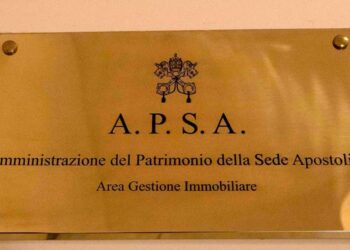 A. P. S. A.
mministrazione del Patrimonio della Sede Apostoli
Area Gestione Immobiliare